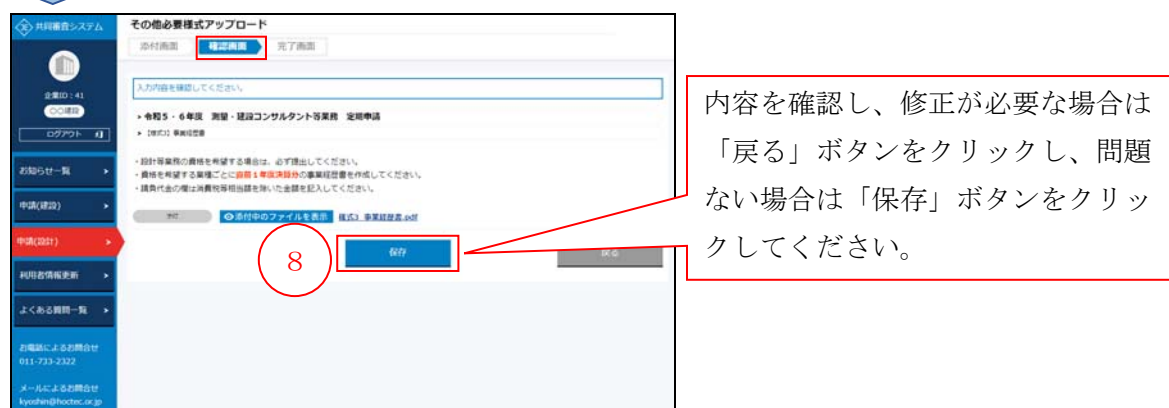 共同審査システム
企業ID：41
〇〇建設
ログアウト
お知らせ一覧
申請(建設)
申請(設計)
利用者情報更新
よくある質問一覧
お電話によるお問合せ
011-733-2322
メールによるお問合せ
kyoshin@hoctec.or.jp
その他必要様式アップロード
添付画面
確認画面
完了画面
入力内容を確認してください。
令和5・6年度 測量・建設コンサルタント等業務 定期申請
【様式3】事業経歴書
・設計等業務の資格を希望する場合は、必ず提出してください。
・資格を希望する業種ごとに直前１年度決算分の事業経歴書を作成してください。
・請負代金の欄は消費税等相当額を除いた金額を記入してください。
添付
添付中のファイルを表示
様式3_事業経歴書.pdf
保存
戻る
8
内容を確認し、修正が必要な場合は
「戻る」ボタンをクリックし、問題
ない場合は「保存」ボタンをクリッ
クしてください。